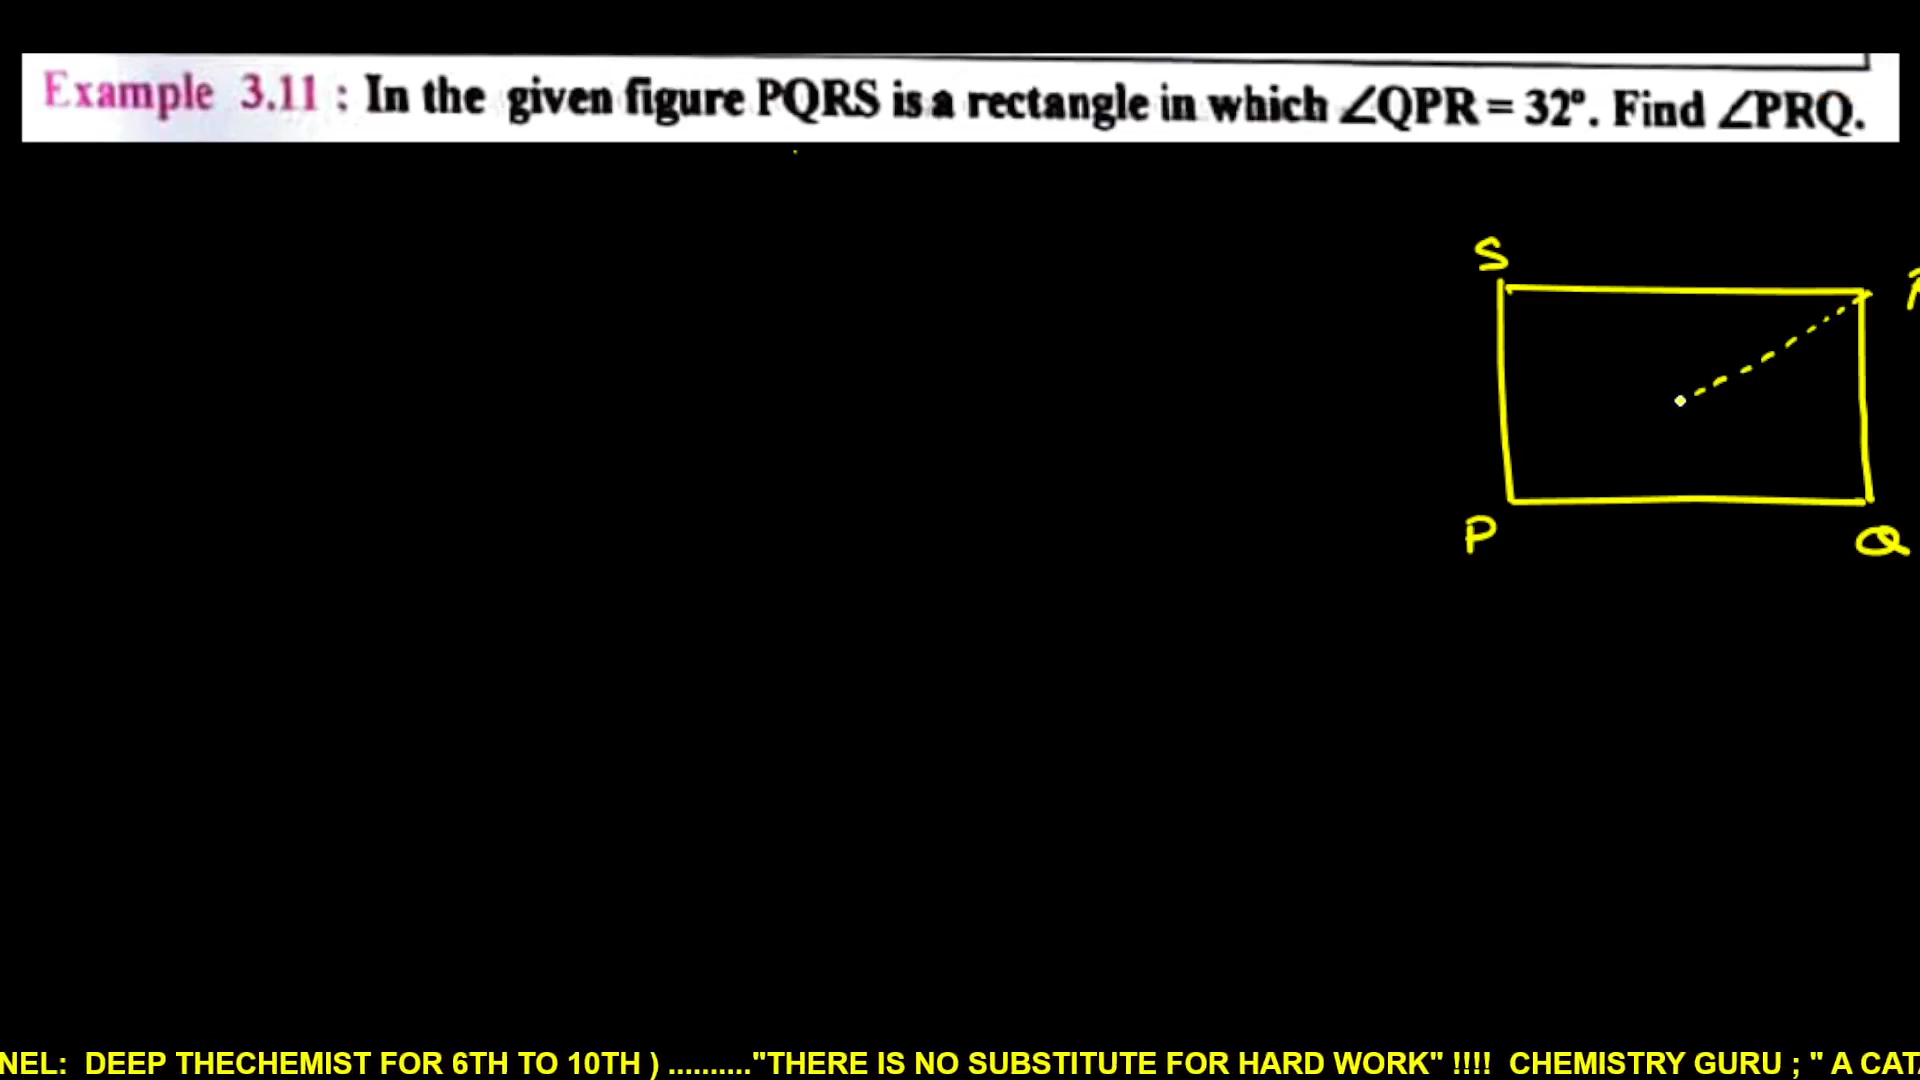 Example 3.11 : In the given figure PQRS is a rectangle in which ∠QPR = 32°. Find ∠PRQ.
S
P
Q
NEL: DEEP THECHEMIST FOR 6TH TO 10TH ) .........."THERE IS NO SUBSTITUTE FOR HARD WORK" !!!! CHEMISTRY GURU ; " A CAT